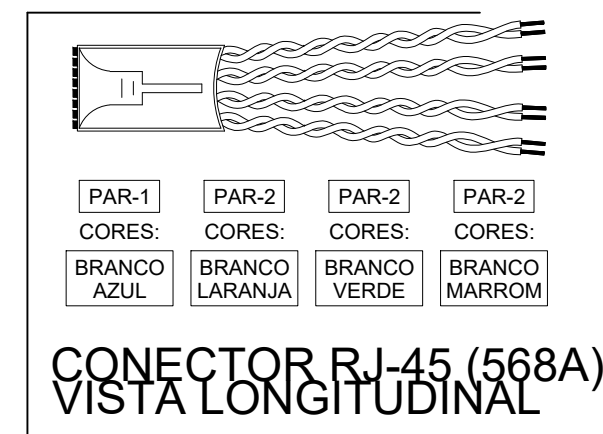 PAR-1 PAR-2 PAR-2 PAR-2
CORES: CORES: CORES: CORES:
BRANCO BRANCO BRANCO BRANCO
AZUL LARANJA VERDE MARROM
CONECTOR RJ-45 (568A)
VISTA LONGITUDINAL